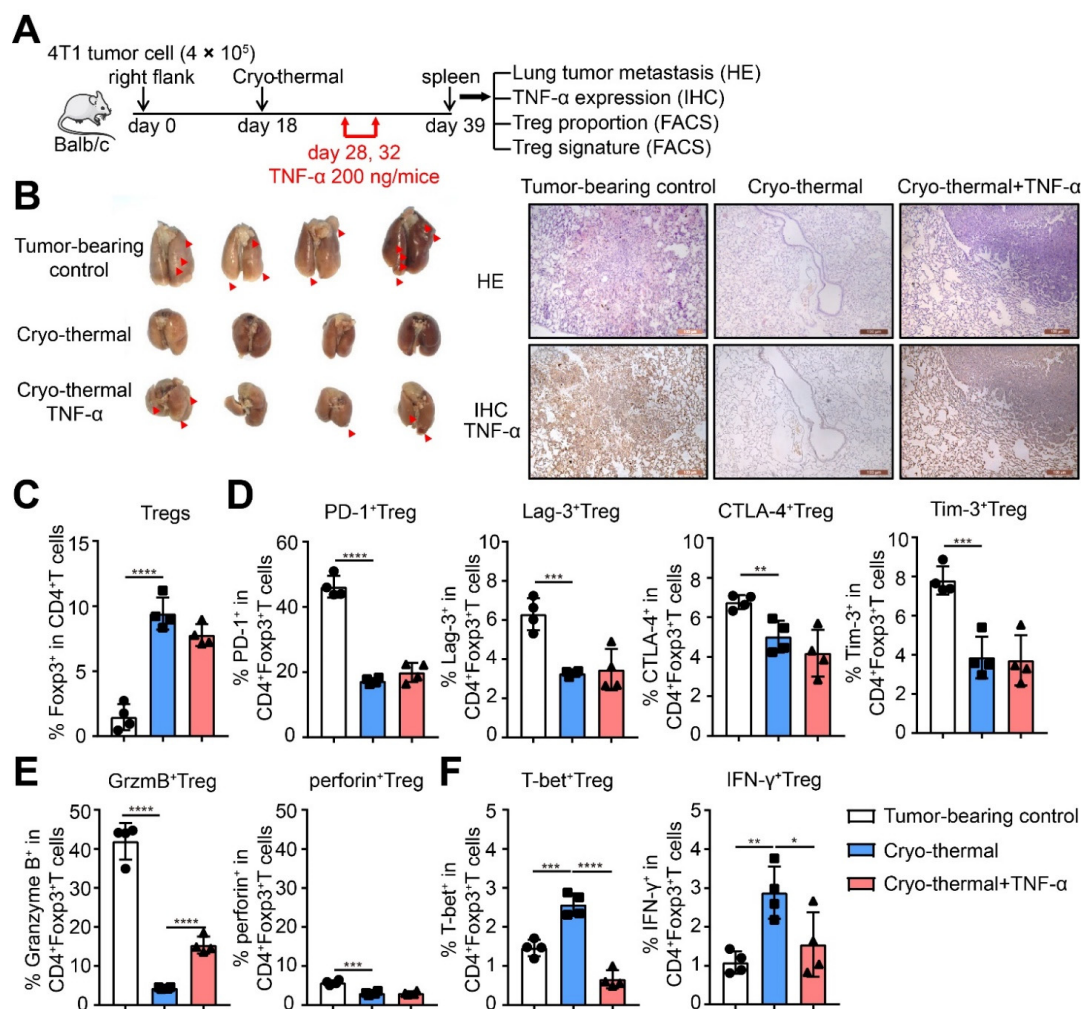 A
4T1 tumor cell (4 × 10⁵)
right flank
Cryo-thermal
spleen
Balb/c
day 0
day 18
day 39
day 28, 32
TNF-α 200 ng/mice
Lung tumor metastasis (HE)
TNF-α expression (IHC)
Treg proportion (FACS)
Treg signature (FACS)
B
Tumor-bearing
control
Cryo-thermal
Cryo-thermal
TNF-α
Tumor-bearing control
Cryo-thermal
Cryo-thermal+TNF-α
HE
IHC
TNF-α
C
Tregs
% Foxp3⁺ in CD4⁺T cells
15
10
5
0
****
D
PD-1⁺Treg
% PD-1⁺ in
CD4⁺Foxp3⁺T cells
60
40
20
0
****
Lag-3⁺Treg
% Lag-3⁺ in
CD4⁺Foxp3⁺T cells
8
6
4
2
0
***
CTLA-4⁺Treg
% CTLA-4⁺ in
CD4⁺Foxp3⁺T cells
10
8
6
4
2
0
**
Tim-3⁺Treg
% Tim-3⁺ in
CD4⁺Foxp3⁺T cells
10
8
6
4
2
0
***
E
GrzmB⁺Treg
% Granzyme B⁺ in
CD4⁺Foxp3⁺T cells
50
40
30
20
10
0
****
****
perforin⁺Treg
% perforin⁺ in
CD4⁺Foxp3⁺T cells
50
40
30
20
10
0
***
F
T-bet⁺Treg
% T-bet⁺ in
CD4⁺Foxp3⁺T cells
5
4
3
2
1
0
***
****
IFN-γ⁺Treg
% IFN-γ⁺ in
CD4⁺Foxp3⁺T cells
5
4
3
2
1
0
**
*
Tumor-bearing control
Cryo-thermal
Cryo-thermal+TNF-α